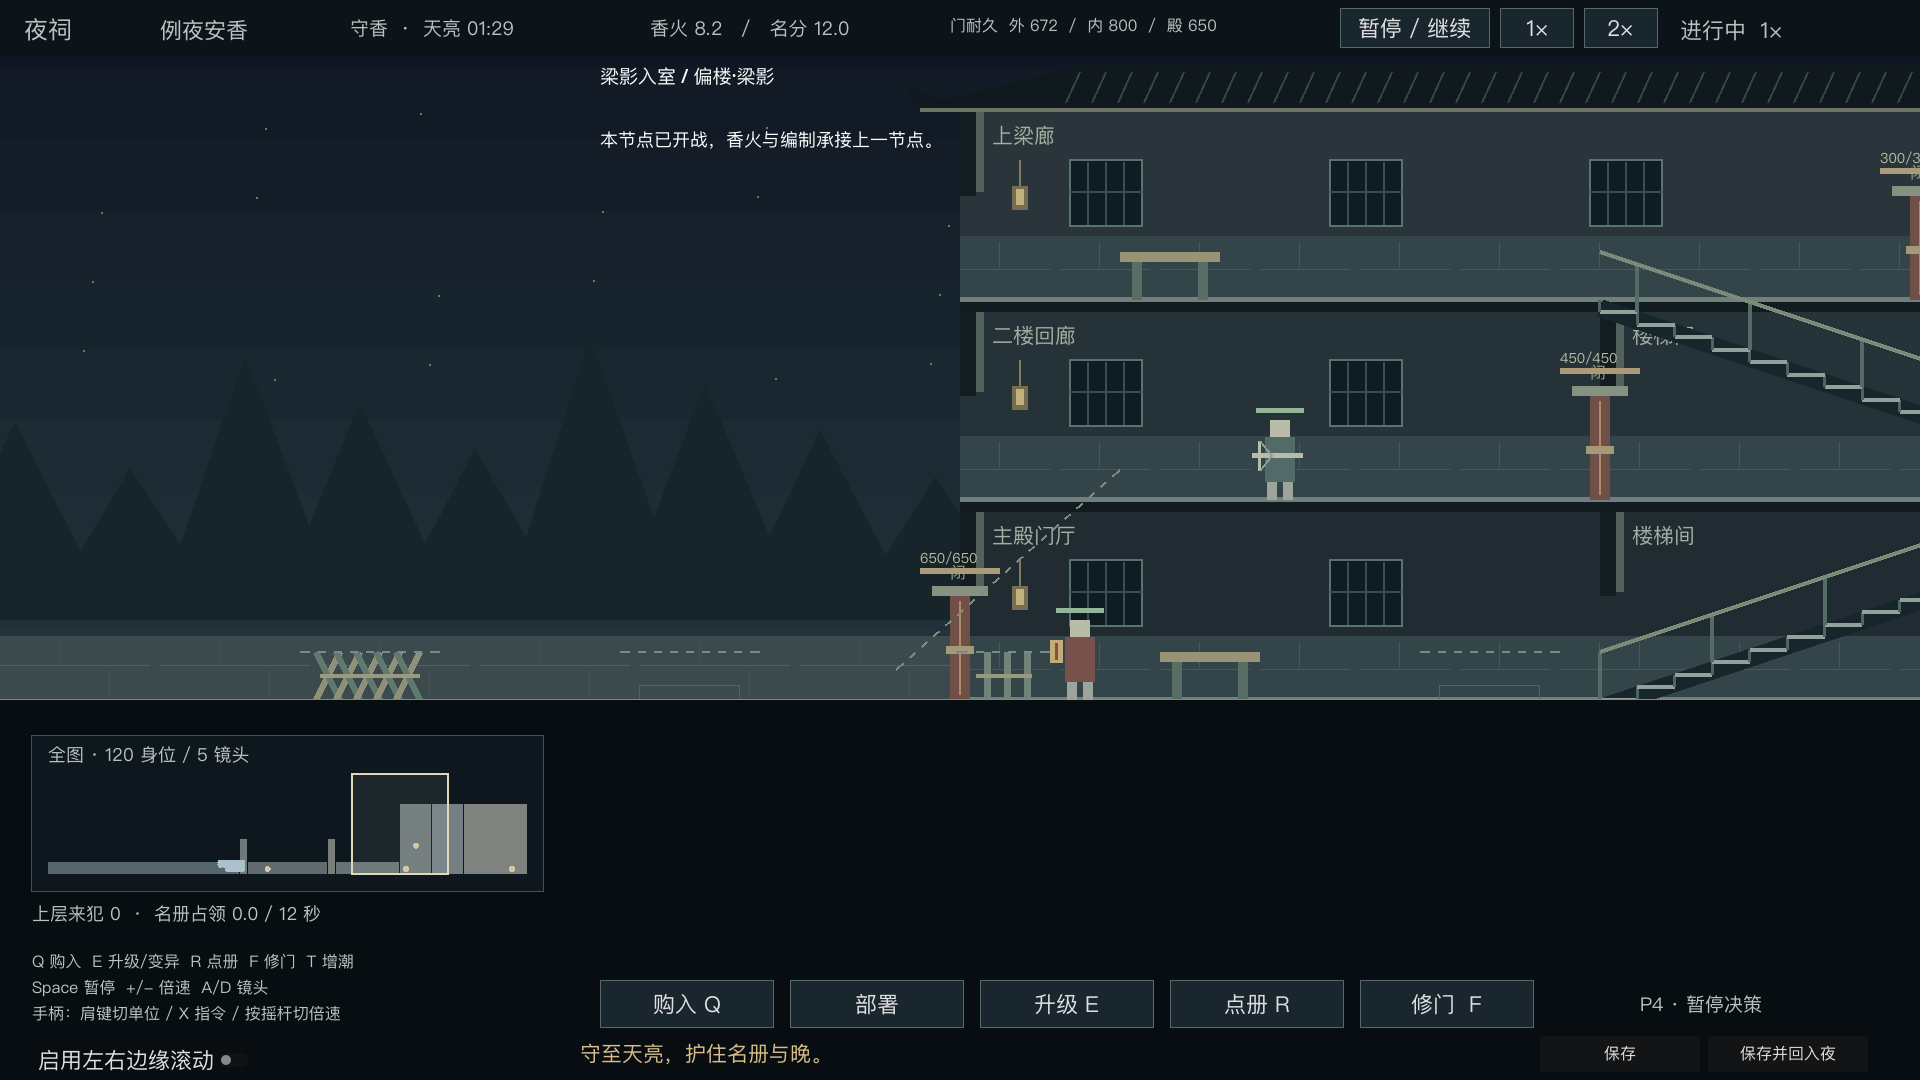 夜祠 例夜安香 守香 · 天亮 01:29 香火 8.2 / 名分 12.0 门耐久 外 672 / 内 800 / 殿 650 暂停 / 继续 1× 2× 进行中 1×
梁影入室 / 偏楼·梁影
本节点已开战，香火与编制承接上一节点。
上梁廊
300/3
二楼回廊
450/450
闭
主殿门厅 楼梯间
650/650
闭
全图 · 120 身位 / 5 镜头
上层来犯 0 · 名册占领 0.0 / 12 秒
Q 购入 E 升级/变异 R 点册 F 修门 T 增潮
Space 暂停 +/− 倍速 A/D 镜头
手柄：肩键切单位 / X 指令 / 按摇杆切倍速
启用左右边缘滚动
购入 Q 部署 升级 E 点册 R 修门 F P4 · 暂停决策
守至天亮，护住名册与晚。
保存 保存并回入夜